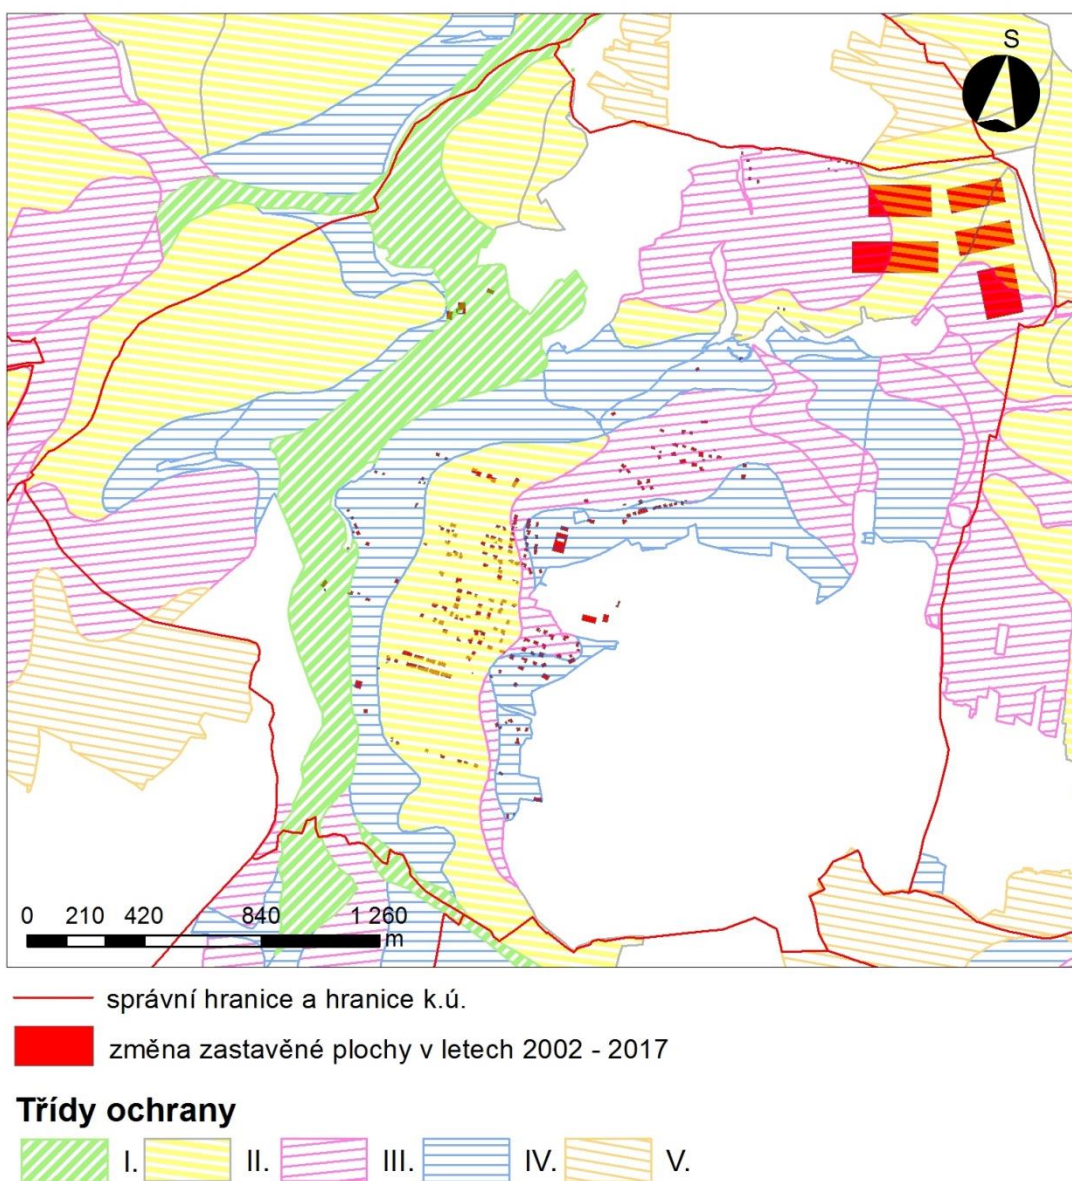 S
0 210 420 840 1 260
m
správní hranice a hranice k.ú.
změna zastavěné plochy v letech 2002 - 2017
Třídy ochrany
I. II. III. IV. V.